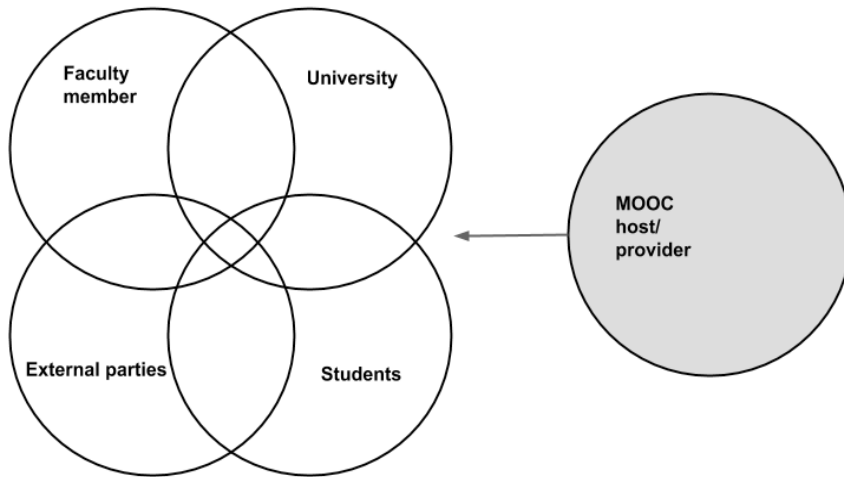 Faculty
member
University
MOOC
host/
provider
External parties
Students